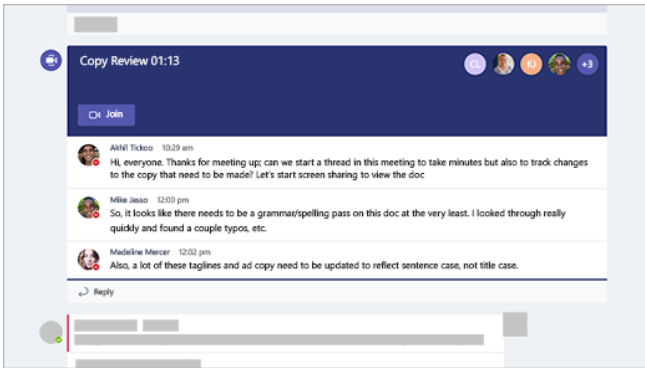 Copy Review 01:13
CL
KJ
+3
Join
Akhil Tickoo 10:29 am
Hi, everyone. Thanks for meeting up; can we start a thread in this meeting to take minutes but also to track changes
to the copy that need to be made? Let's start screen sharing to view the doc
Mike Jasso 12:00 pm
So, it looks like there needs to be a grammar/spelling pass on this doc at the very least. I looked through really
quickly and found a couple typos, etc.
Madeline Mercer 12:02 pm
Also, a lot of these taglines and ad copy need to be updated to reflect sentence case, not title case.
Reply